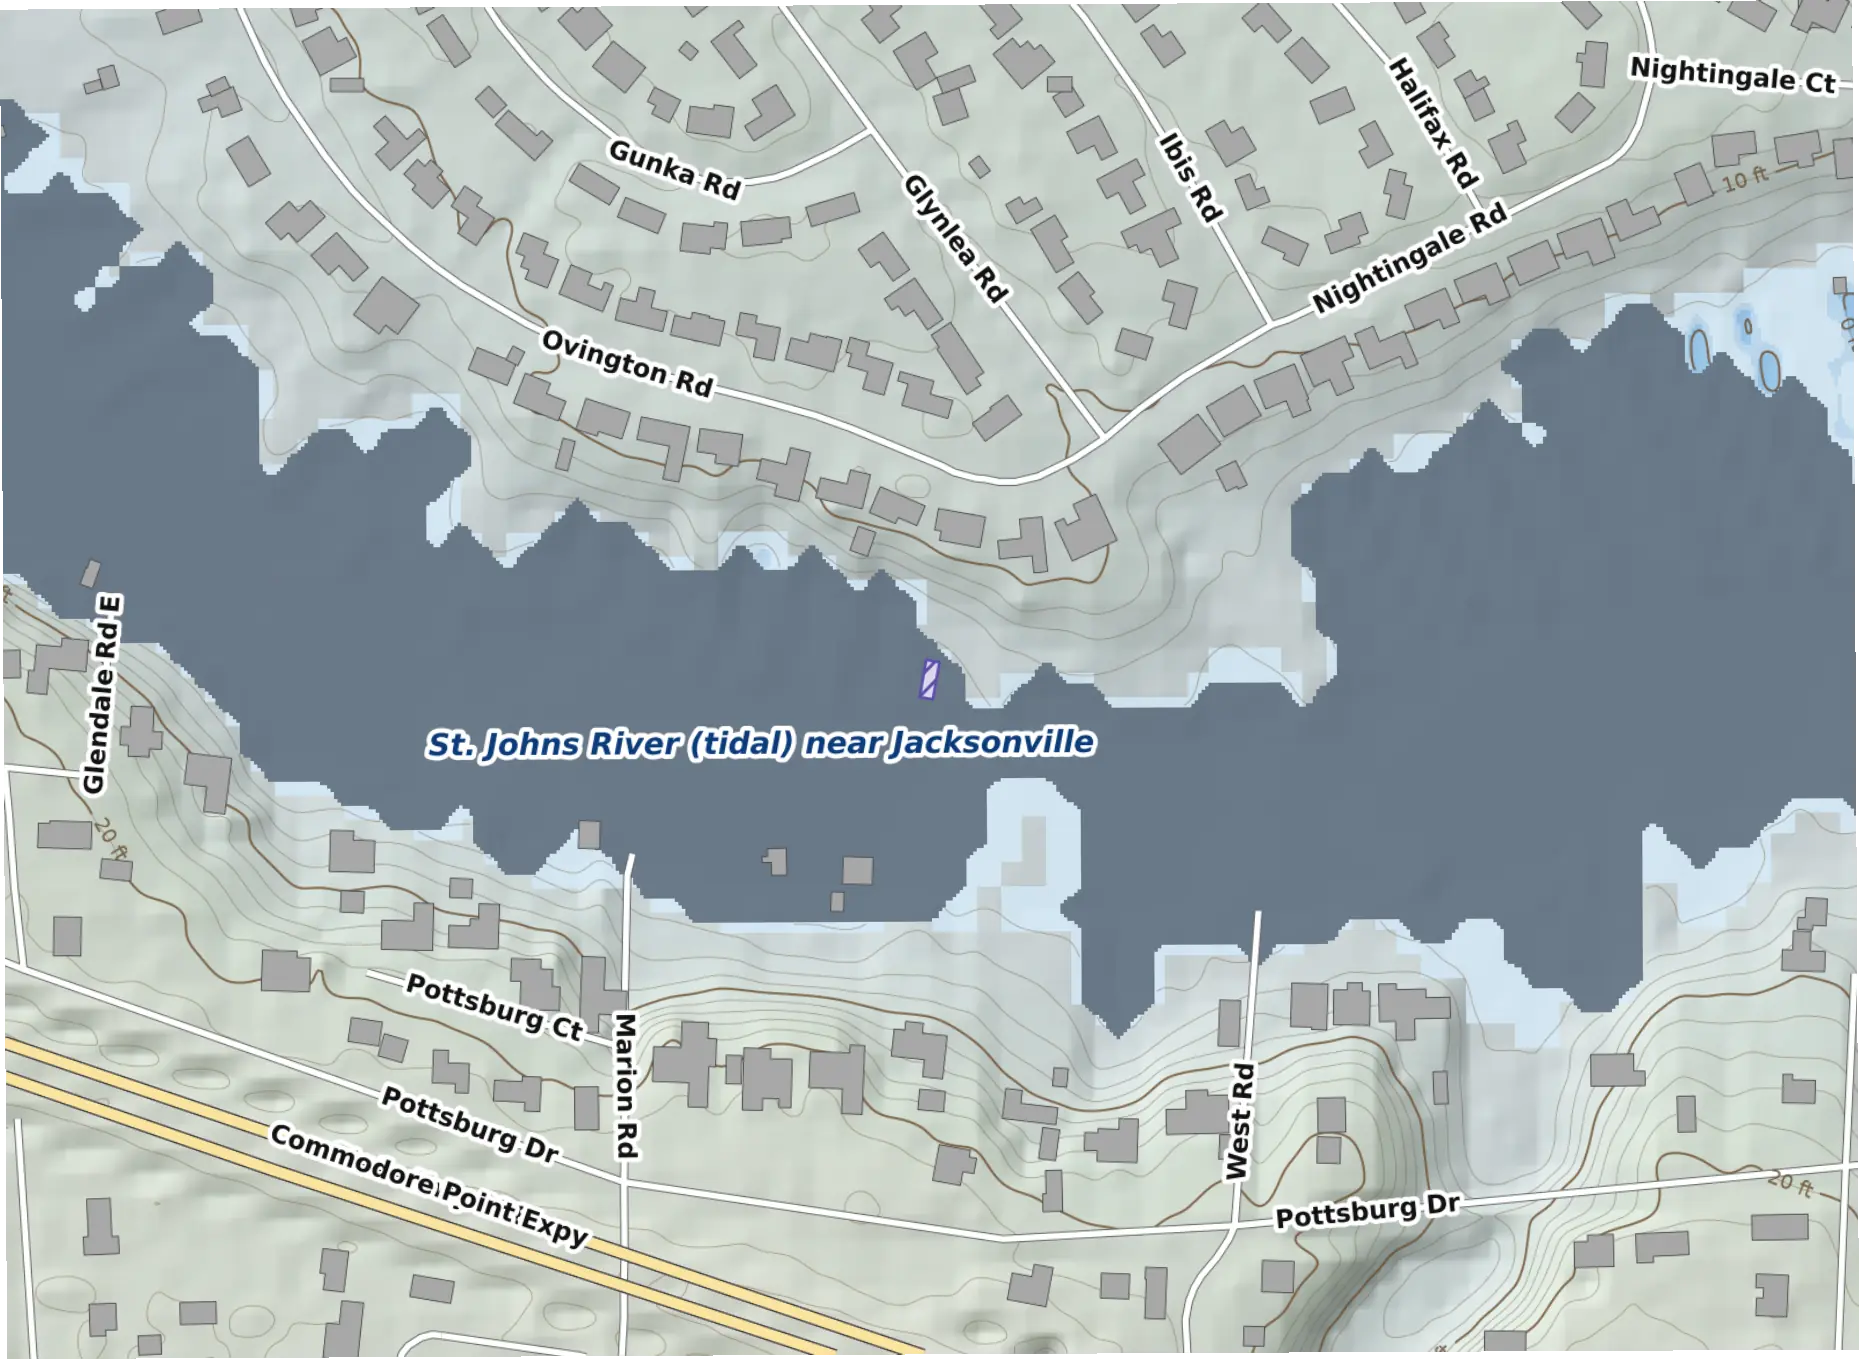 Nightingale Ct
Halifax Rd
Gunka Rd
Ibis Rd
10 ft
Glynlea Rd
Nightingale Rd
Ovington Rd
Glendale Rd E
St. Johns River (tidal) near Jacksonville
20 ft
Pottsburg Ct
Marion Rd
Pottsburg Dr
West Rd
Commodore Point Expy
20 ft
Pottsburg Dr